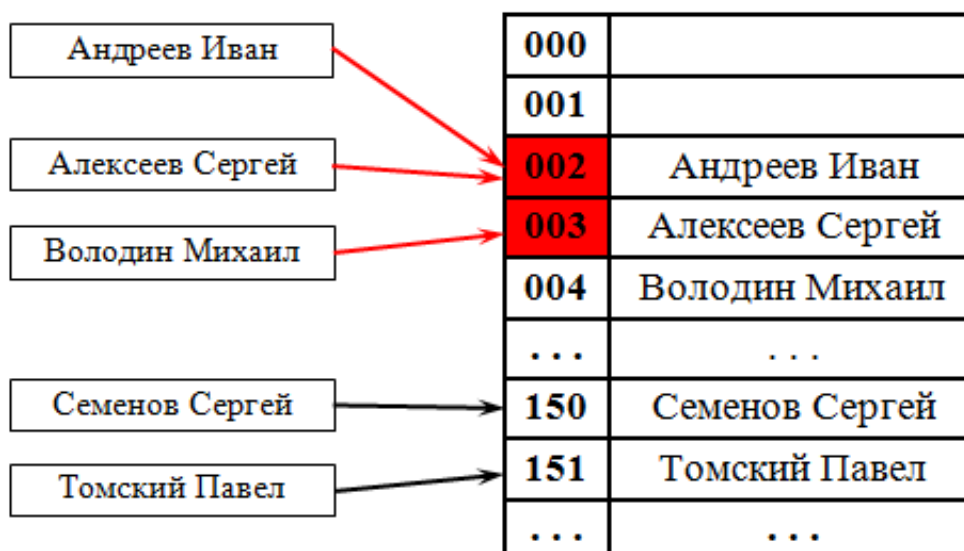 Андреев Иван
Алексеев Сергей
Володин Михаил
Семенов Сергей
Томский Павел
000
001
002 Андреев Иван
003 Алексеев Сергей
004 Володин Михаил
... ...
150 Семенов Сергей
151 Томский Павел
... ...